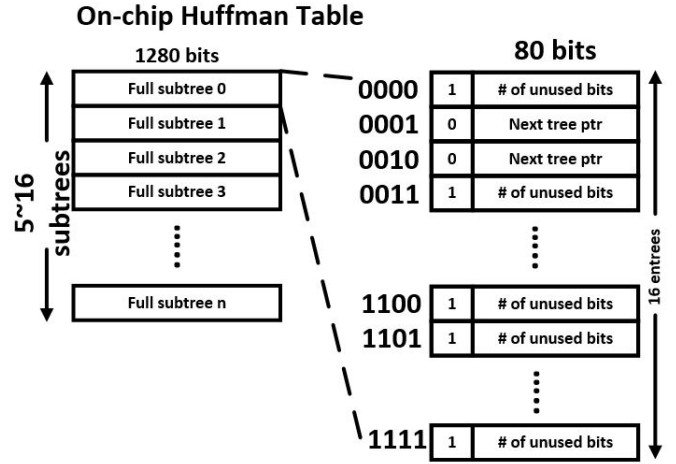 On-chip Huffman Table
1280 bits
Full subtree 0
Full subtree 1
Full subtree 2
Full subtree 3
Full subtree n
5~16
subtrees
80 bits
0000 1 # of unused bits
0001 0 Next tree ptr
0010 0 Next tree ptr
0011 1 # of unused bits
1100 1 # of unused bits
1101 1 # of unused bits
1111 1 # of unused bits
16 entrees